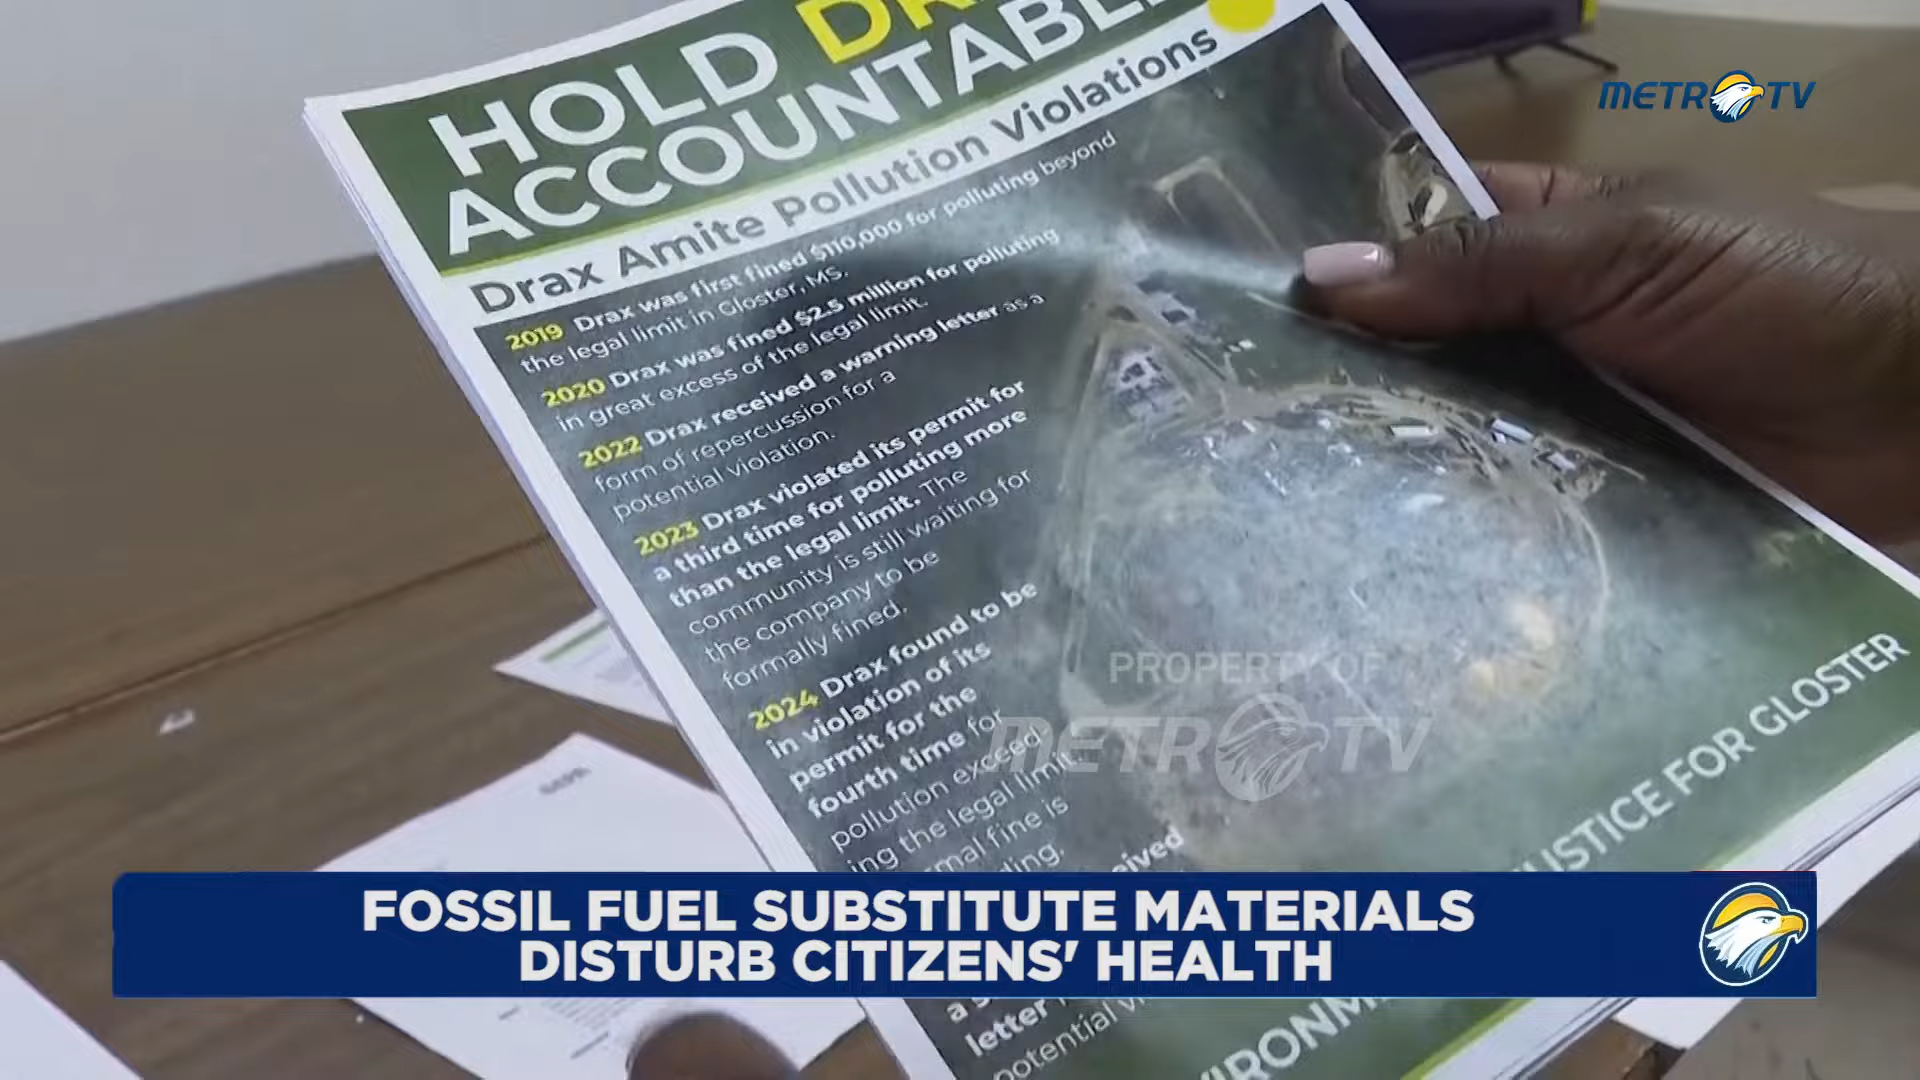 HOLD
ACCOUNTABLE
Drax Amite Pollution Violations
2019 Drax was first fined $110,000 for polluting beyond
the legal limit in Gloster, MS.
2020 Drax was fined $2.5 million for polluting
in great excess of the legal limit.
2022 Drax received a warning letter as a
form of repercussion for a
potential violation.
2023 Drax violated its permit for
a third time for polluting more
than the legal limit. The
community is still waiting for
the company to be
formally fined.
2024 Drax found to be
in violation of its
permit for the
fourth time for
pollution exceed-
ing the legal limit.
fine is
letter
potential
JUSTICE FOR GLOSTER
METRO TV
PROPERTY OF
METRO TV
FOSSIL FUEL SUBSTITUTE MATERIALS
DISTURB CITIZENS' HEALTH